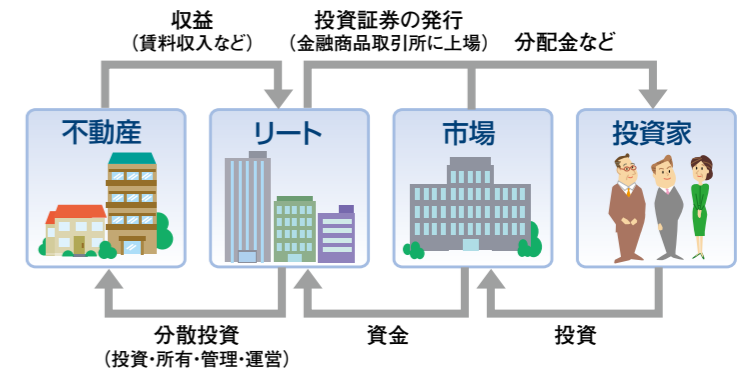 収益
（賃料収入など）
投資証券の発行
（金融商品取引所に上場）
分配金など
不動産
リート
市場
投資家
分散投資
（投資・所有・管理・運営）
資金
投資